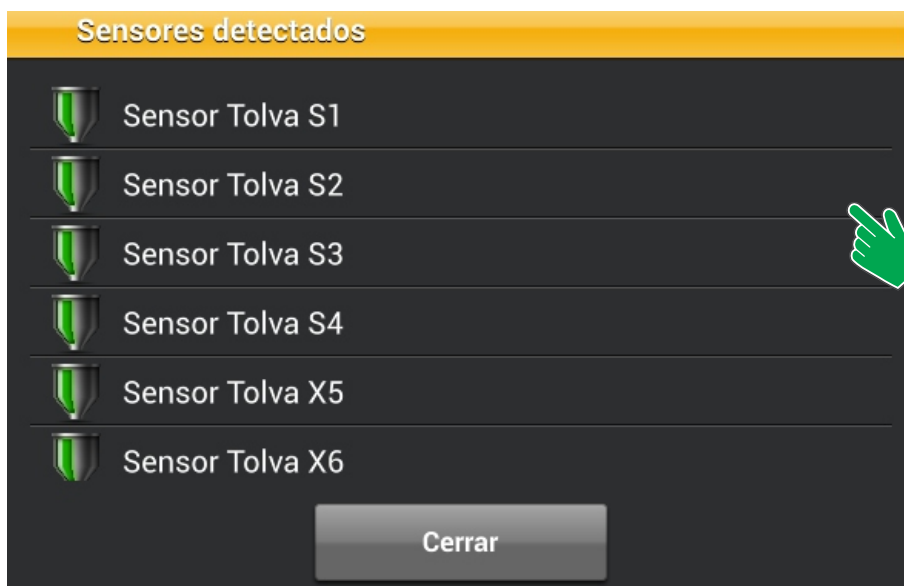 Sensores detectados
Sensor Tolva S1
Sensor Tolva S2
Sensor Tolva S3
Sensor Tolva S4
Sensor Tolva X5
Sensor Tolva X6
Cerrar